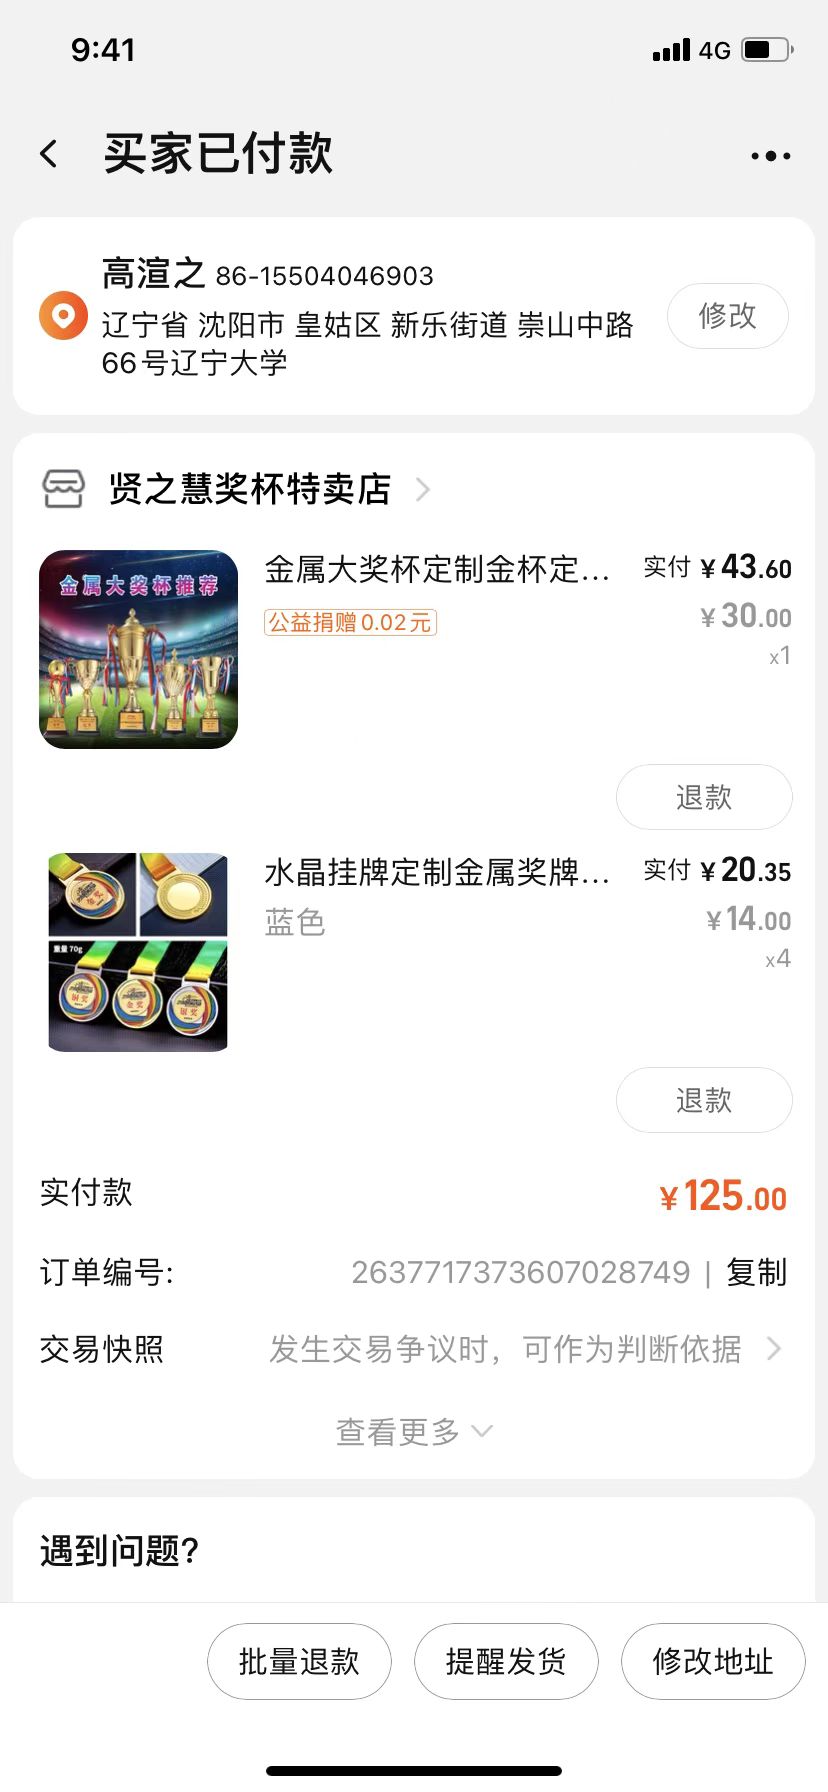 9:41
4G
买家已付款
高渲之 86-15504046903
辽宁省 沈阳市 皇姑区 新乐街道 崇山中路
66号辽宁大学
修改
贤之慧奖杯特卖店
金属大奖杯推荐
金属大奖杯定制金杯定... 实付 ¥43.60
公益捐赠0.02元
¥30.00
x1
退款
水晶挂牌定制金属奖牌... 实付 ¥20.35
蓝色
¥14.00
x4
重量 70g
铜奖
金奖
银奖
退款
实付款 ¥125.00
订单编号: 2637717373607028749 | 复制
交易快照 发生交易争议时，可作为判断依据
查看更多
遇到问题?
批量退款 提醒发货 修改地址